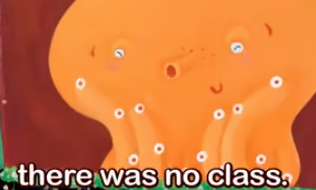 there was no class.